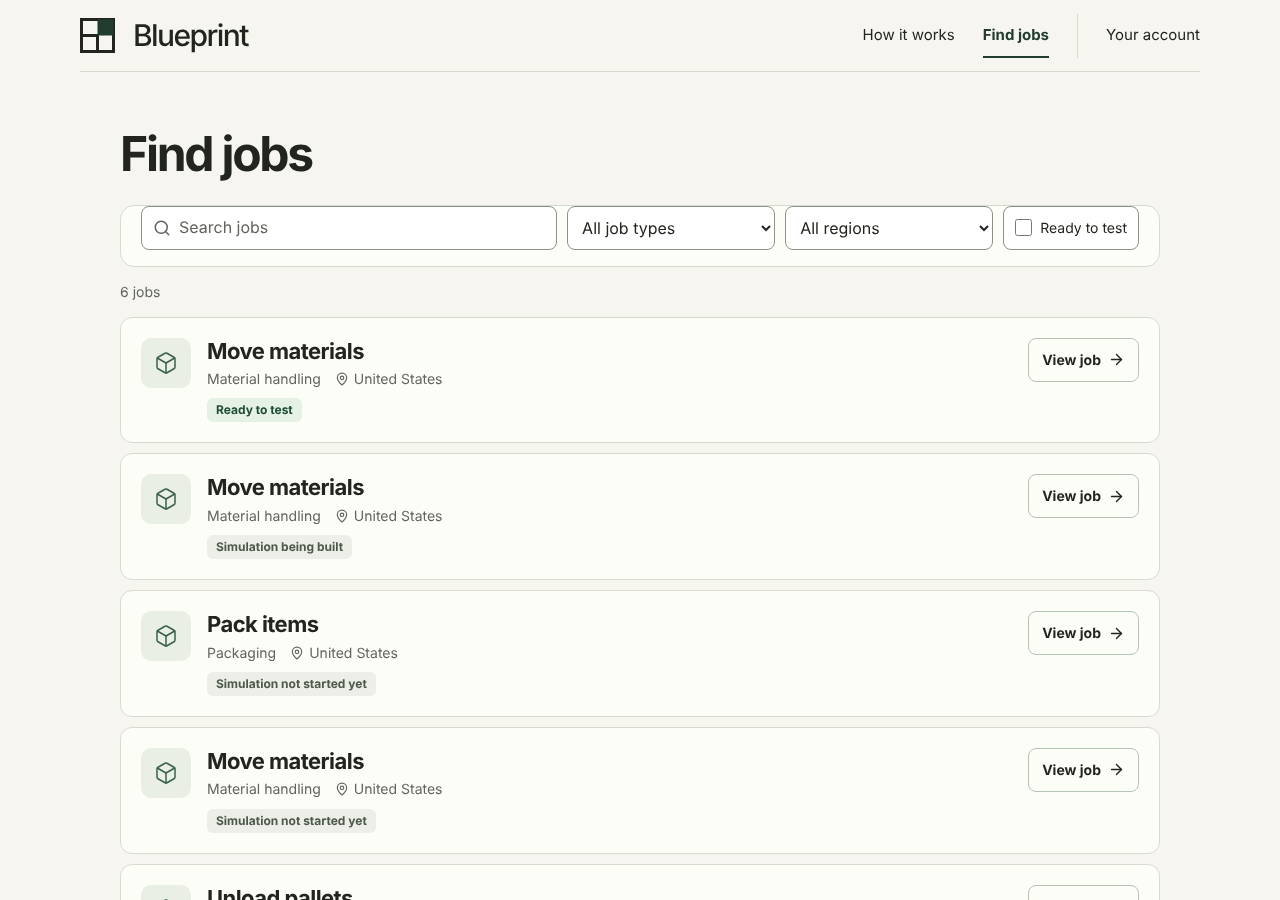 Blueprint
How it works
Find jobs
Your account
Find jobs
Search jobs
All job types
All regions
Ready to test
6 jobs
Move materials
View job
Material handling
United States
Ready to test
Move materials
View job
Material handling
United States
Simulation being built
Pack items
View job
Packaging
United States
Simulation not started yet
Move materials
View job
Material handling
United States
Simulation not started yet
Unload pallets